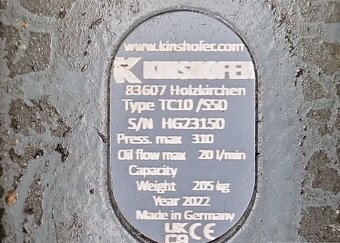 www.kinshofer.com
KINSHOFER
83607 Holzkirchen
Type TC10 /S50
S/N HG23150
Press. max 310
Oil flow max 20 l/min
Capacity
Weight 205 kg
Year 2022
Made in Germany
UK CA CE